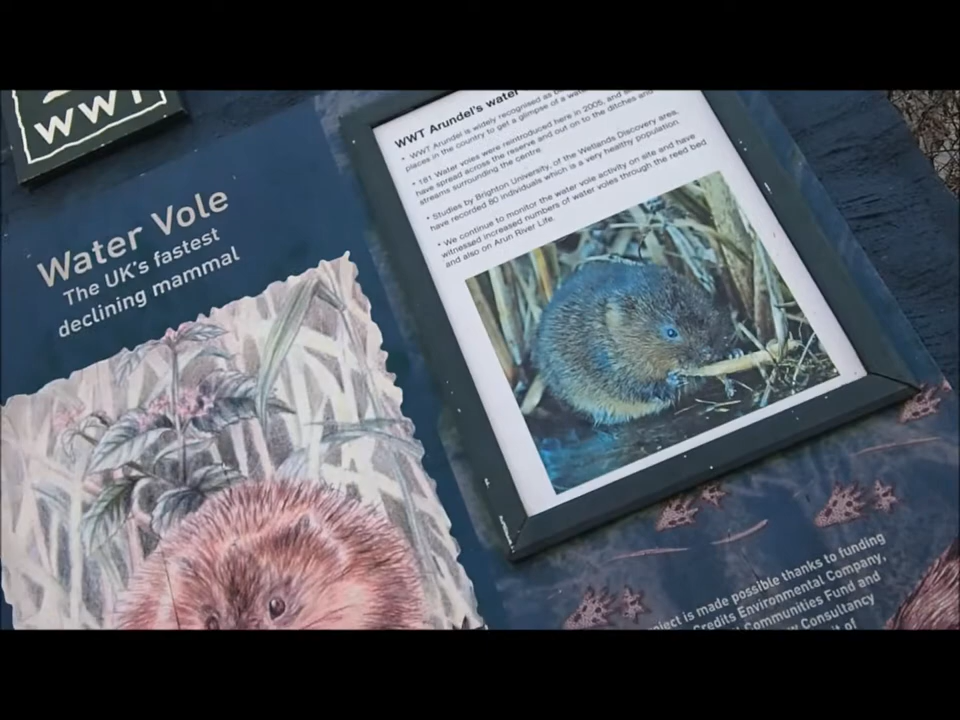 WWT
Water Vole
The UK's fastest
declining mammal
WWT Arundel's water
• WWT Arundel is widely recognised as
places in the country to get a glimpse of a
• 181 Water voles were reintroduced here in 2005, and
have spread across the reserve and out on to the ditches and
streams surrounding the centre.
• Studies by Brighton University, of the Wetlands Discovery area,
have recorded 80 individuals which is a very healthy population
• We continue to monitor the water vole activity on site and have
witnessed increased numbers of water voles through the reed bed
and also on Arun River Life.
is made possible thanks to funding
Credits Environmental Company,
Communities Fund and
Consultancy
of